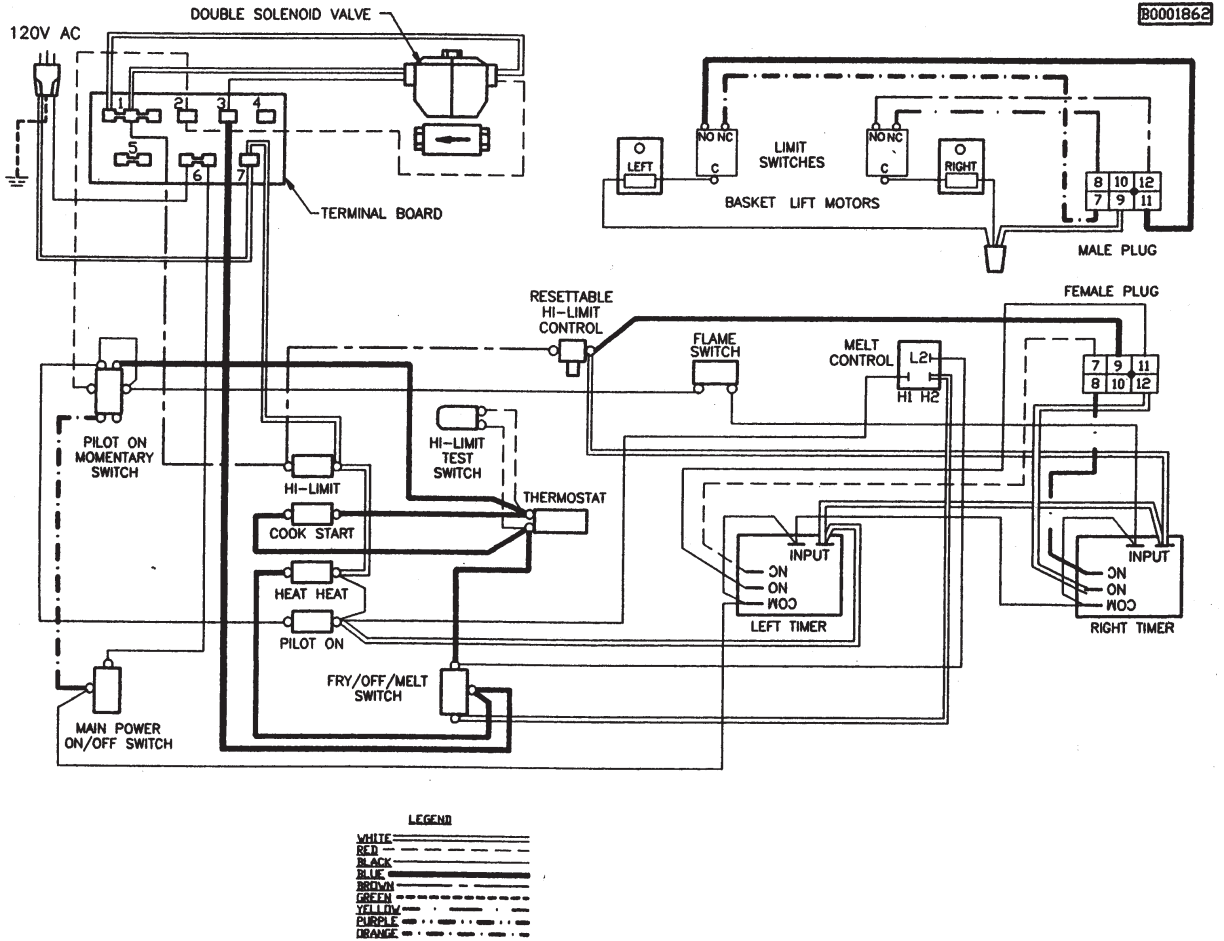 B0001862
DOUBLE SOLENOID VALVE
120V AC
1
2
3
4
5
6
7
TERMINAL BOARD
NO NC
C
LEFT
LIMIT
SWITCHES
NO NC
C
RIGHT
BASKET LIFT MOTORS
8 10 12
7 9 11
MALE PLUG
FEMALE PLUG
RESETTABLE
HI-LIMIT
CONTROL
FLAME
SWITCH
MELT
CONTROL
L2
H1 H2
7 9 11
8 10 12
PILOT ON
MOMENTARY
SWITCH
HI-LIMIT
TEST
SWITCH
HI-LIMIT
THERMOSTAT
COOK START
HEAT HEAT
PILOT ON
INPUT
NC
NO
COM
LEFT TIMER
INPUT
NC
NO
COM
RIGHT TIMER
FRY/OFF/MELT
SWITCH
MAIN POWER
ON/OFF SWITCH
LEGEND
WHITE
RED
BLACK
BLUE
BROWN
GREEN
YELLOW
PURPLE
ORANGE